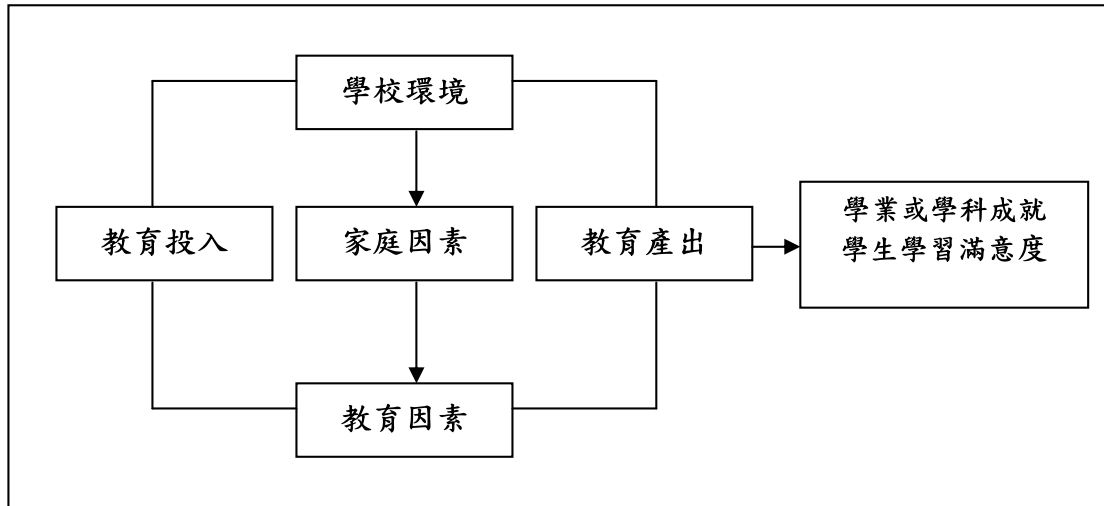 學校環境
教育投入
家庭因素
教育產出
學業或學科成就
學生學習滿意度
教育因素